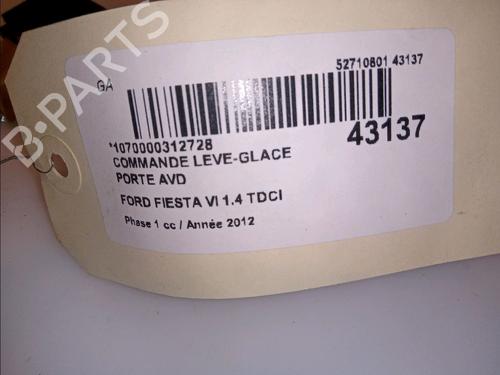 GA
52710801 43137
*1070000312728
43137
COMMANDE LEVE-GLACE
PORTE AVD
FORD FIESTA VI 1.4 TDCI
Phase 1 cc / Année 2012
B-PARTS